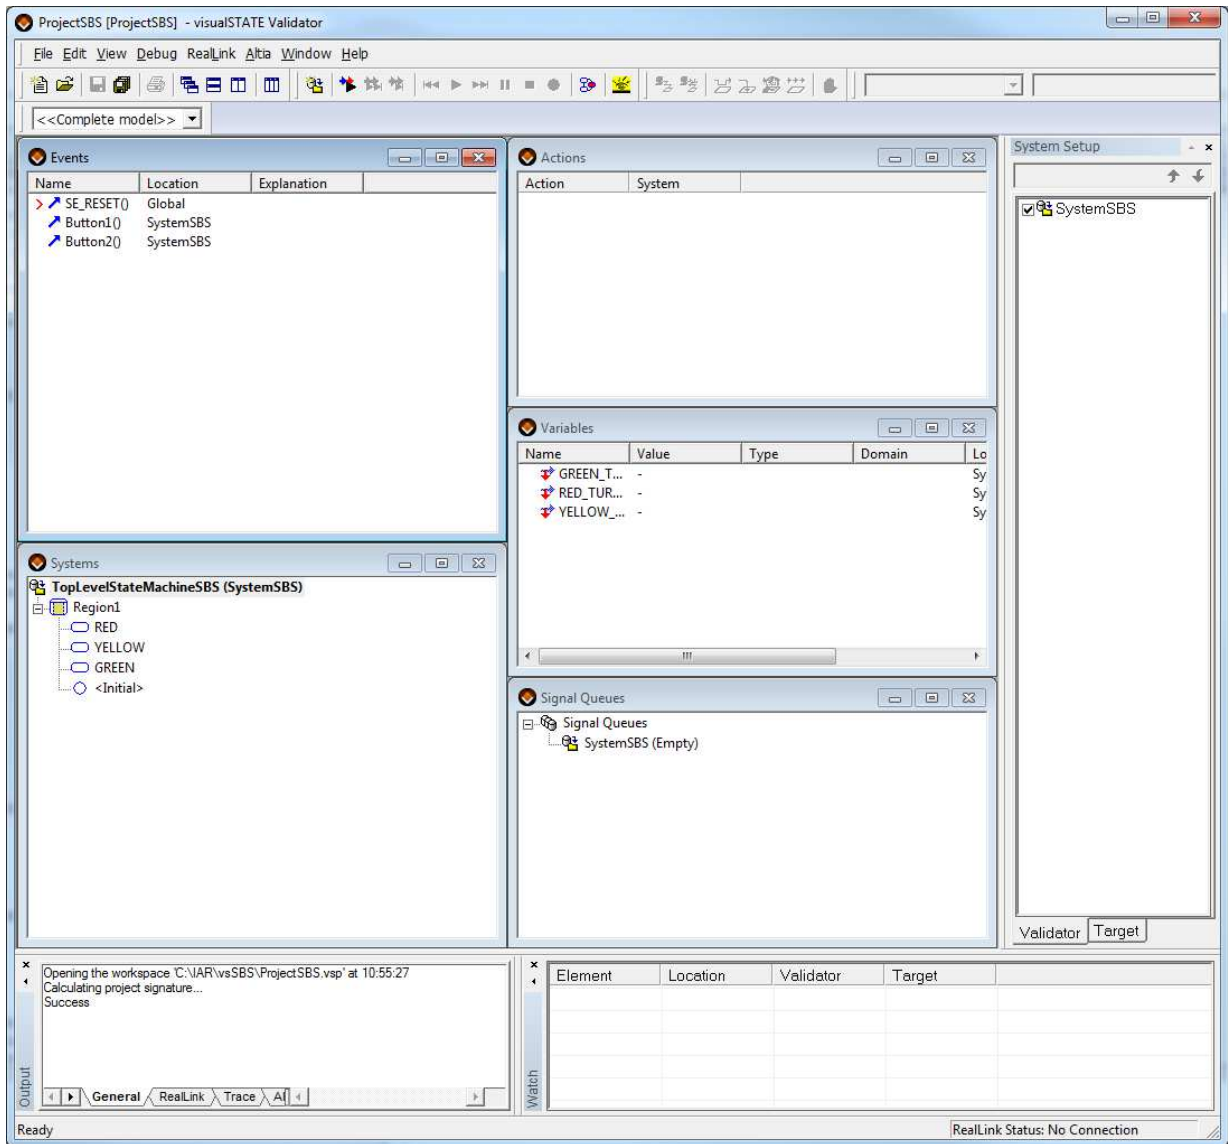 ProjectSBS [ProjectSBS] - visualSTATE Validator
File Edit View Debug RealLink Altia Window Help
<<Complete model>>
Events
Name Location Explanation
SE_RESET() Global
Button1() SystemSBS
Button2() SystemSBS
Actions
Action System
Variables
Name Value Type Domain Lo
GREEN_T... - Sy
RED_TUR... - Sy
YELLOW_... - Sy
Systems
TopLevelStateMachineSBS (SystemSBS)
Region1
RED
YELLOW
GREEN
<Initial>
Signal Queues
Signal Queues
SystemSBS (Empty)
System Setup
SystemSBS
Validator Target
Output
Opening the workspace 'C:\IAR\vsSBS\ProjectSBS.vsp' at 10:55:27
Calculating project signature...
Success
General RealLink Trace Al
Watch
Element Location Validator Target
Ready
RealLink Status: No Connection